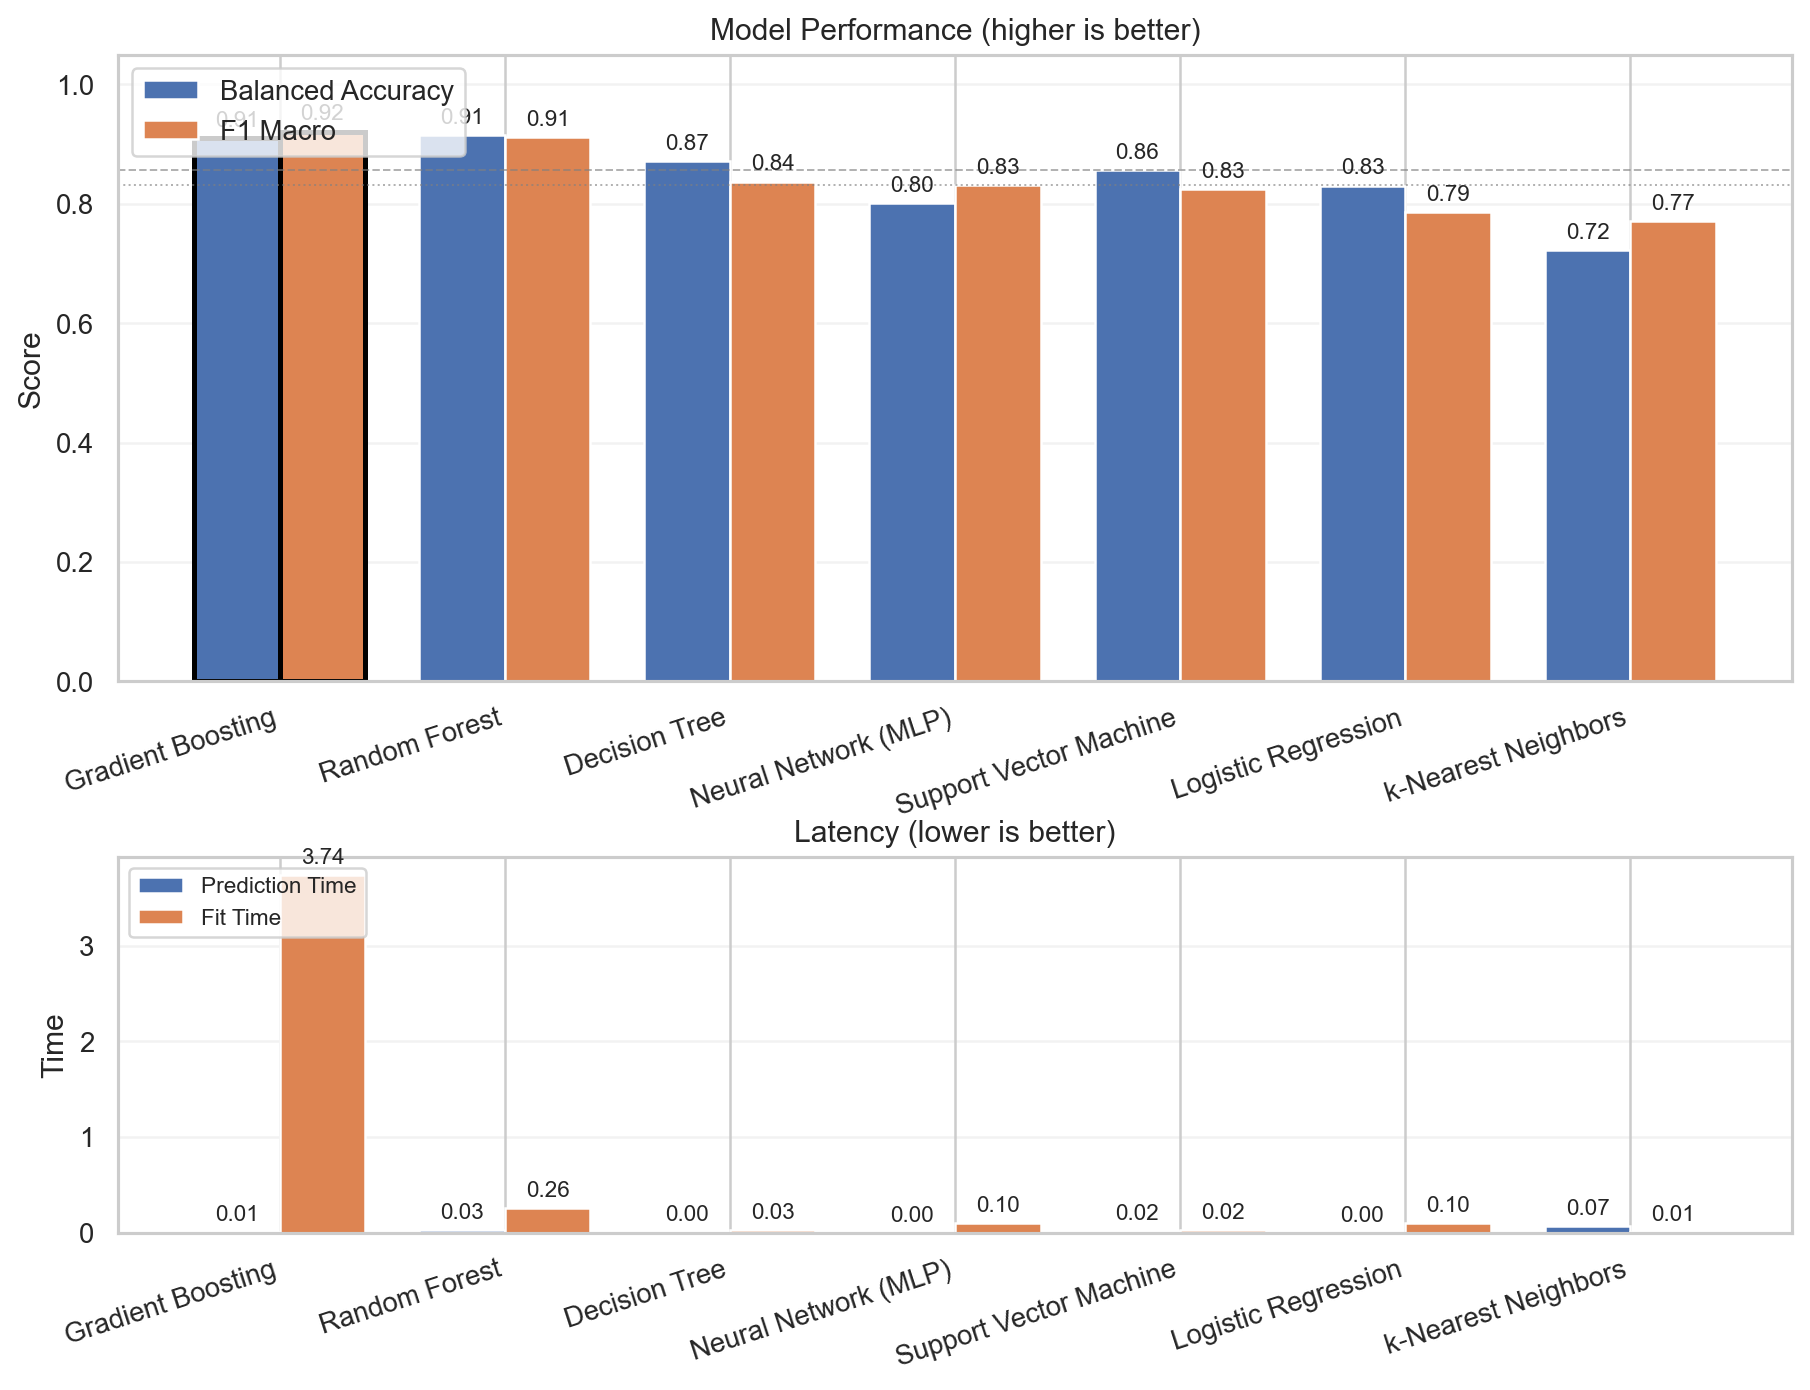 Model Performance (higher is better)
Score
1.0
0.8
0.6
0.4
0.2
0.0
Balanced Accuracy
F1 Macro
0.91
0.92
0.91
0.91
0.87
0.84
0.80
0.83
0.86
0.83
0.83
0.79
0.72
0.77
Gradient Boosting
Random Forest
Decision Tree
Neural Network (MLP)
Support Vector Machine
Logistic Regression
k-Nearest Neighbors
Latency (lower is better)
Time
3
2
1
0
Prediction Time
Fit Time
0.01
3.74
0.03
0.26
0.00
0.03
0.00
0.10
0.02
0.02
0.00
0.10
0.07
0.01
Gradient Boosting
Random Forest
Decision Tree
Neural Network (MLP)
Support Vector Machine
Logistic Regression
k-Nearest Neighbors